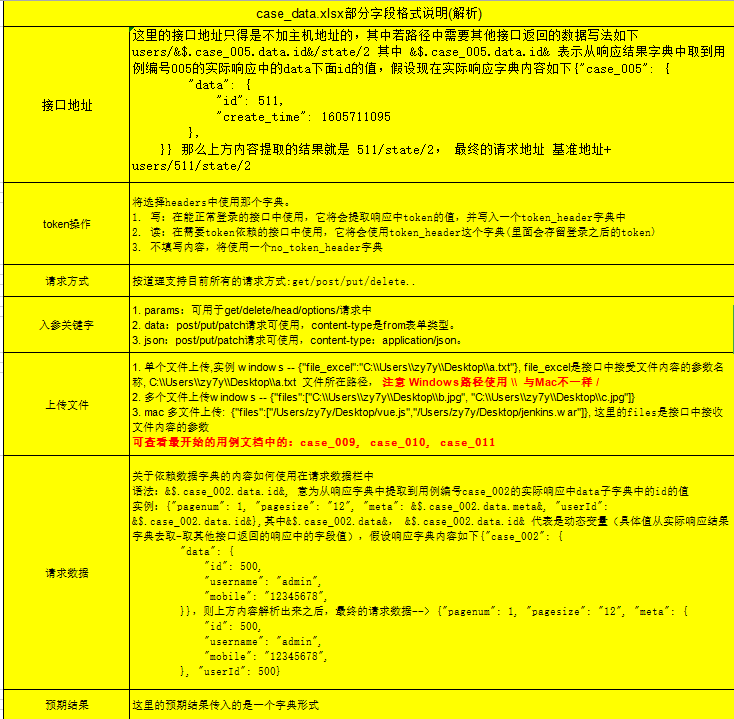 case_data.xlsx部分字段格式说明(解析)
接口地址
这里的接口地址只得是不加主机地址的，其中若路径中需要其他接口返回的数据写法如下
users/&$.case_005.data.id&/state/2 其中 &$.case_005.data.id& 表示从响应结果字典中取到用
例编号005的实际响应中的data下面id的值，假设现在实际响应字典内容如下{"case_005": {
"data": {
"id": 511,
"create_time": 1605711095
},
}} 那么上方内容提取的结果就是 511/state/2， 最终的请求地址 基准地址+
users/511/state/2
token操作
将选择headers中使用那个字典。
1. 写：在能正常登录的接口中使用，它将会提取响应中token的值，并写入一个token_header字典中
2. 读：在需要token依赖的接口中使用，它将会使用token_header这个字典(里面会存留登录之后的token)
3. 不填写内容，将使用一个no_token_header字典
请求方式
按道理支持目前所有的请求方式:get/post/put/delete..
入参关键字
1. params：可用于get/delete/head/options/请求中
2. data：post/put/patch请求可使用，content-type是from表单类型。
3. json：post/put/patch请求可使用，content-type：application/json。
上传文件
1. 单个文件上传,实例 windows -- {"file_excel":"C:\\Users\\zy7y\\Desktop\\a.txt"}, file_excel是接口中接受文件内容的参数名
称, C:\\Users\\zy7y\\Desktop\\a.txt 文件所在路径， 注意 Windows路径使用 \\ 与Mac不一样 /
2. 多个文件上传windows -- {"files":["C:\\Users\\zy7y\\Desktop\\b.jpg", "C:\\Users\\zy7y\\Desktop\\c.jpg"]}
3. mac 多文件上传: {"files":["/Users/zy7y/Desktop/vue.js","/Users/zy7y/Desktop/jenkins.war"]}, 这里的files是接口中接收
文件内容的参数
可查看最开始的用例文档中的：case_009, case_010, case_011
请求数据
关于依赖数据字典的内容如何使用在请求数据栏中
语法：&$.case_002.data.id&, 意为从响应字典中提取到用例编号case_002的实际响应中data子字典中的id的值
实例：{"pagenum": 1, "pagesize": "12", "meta": &$.case_002.data.meta&, "userId":
&$.case_002.data.id&},其中&$.case_002.data&， &$.case_002.data.id& 代表是动态变量（具体值从实际响应结果
字典去取-取其他接口返回的响应中的字段值），假设响应字典内容如下{"case_002": {
"data": {
"id": 500,
"username": "admin",
"mobile": "12345678",
}}，则上方内容解析出来之后，最终的请求数据--> {"pagenum": 1, "pagesize": "12", "meta": {
"id": 500,
"username": "admin",
"mobile": "12345678",
}, "userId": 500}
预期结果
这里的预期结果传入的是一个字典形式